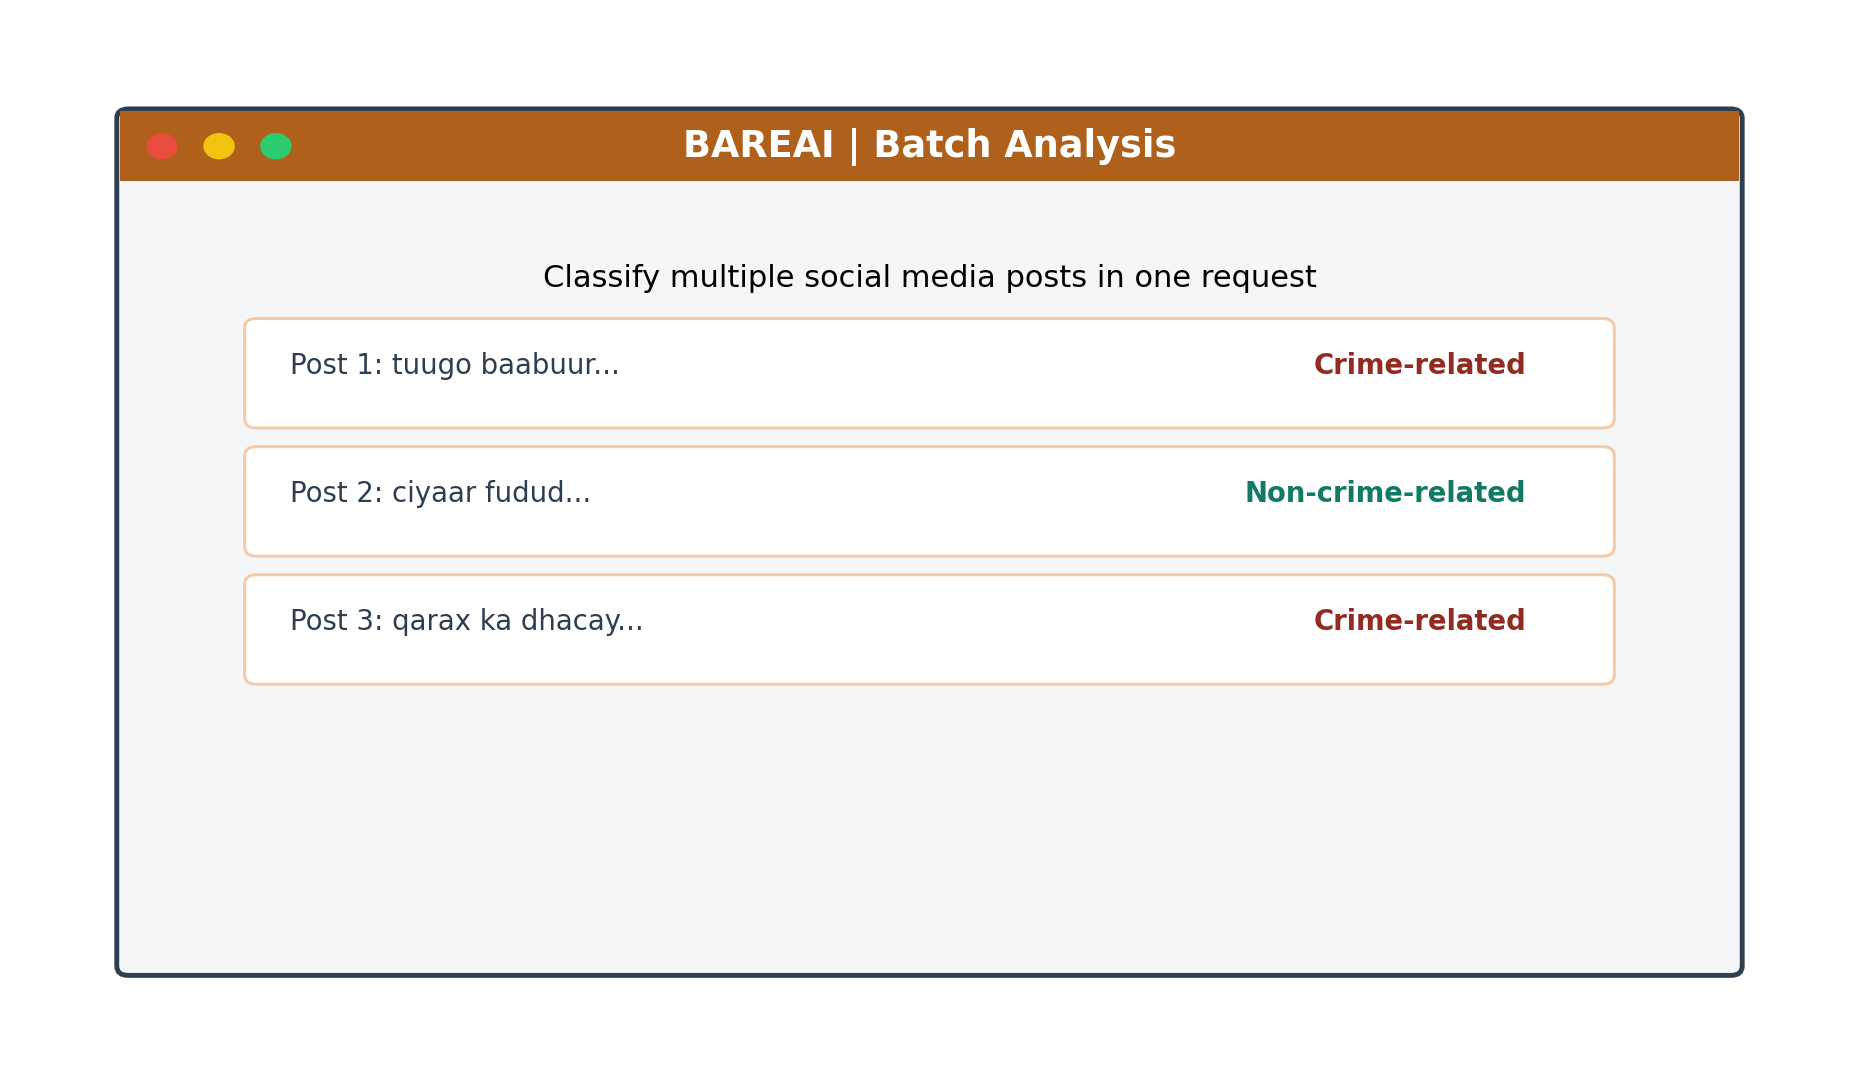 BAREAI | Batch Analysis
Classify multiple social media posts in one request
Post 1: tuugo baabuur... Crime-related
Post 2: ciyaar fudud... Non-crime-related
Post 3: qarax ka dhacay... Crime-related